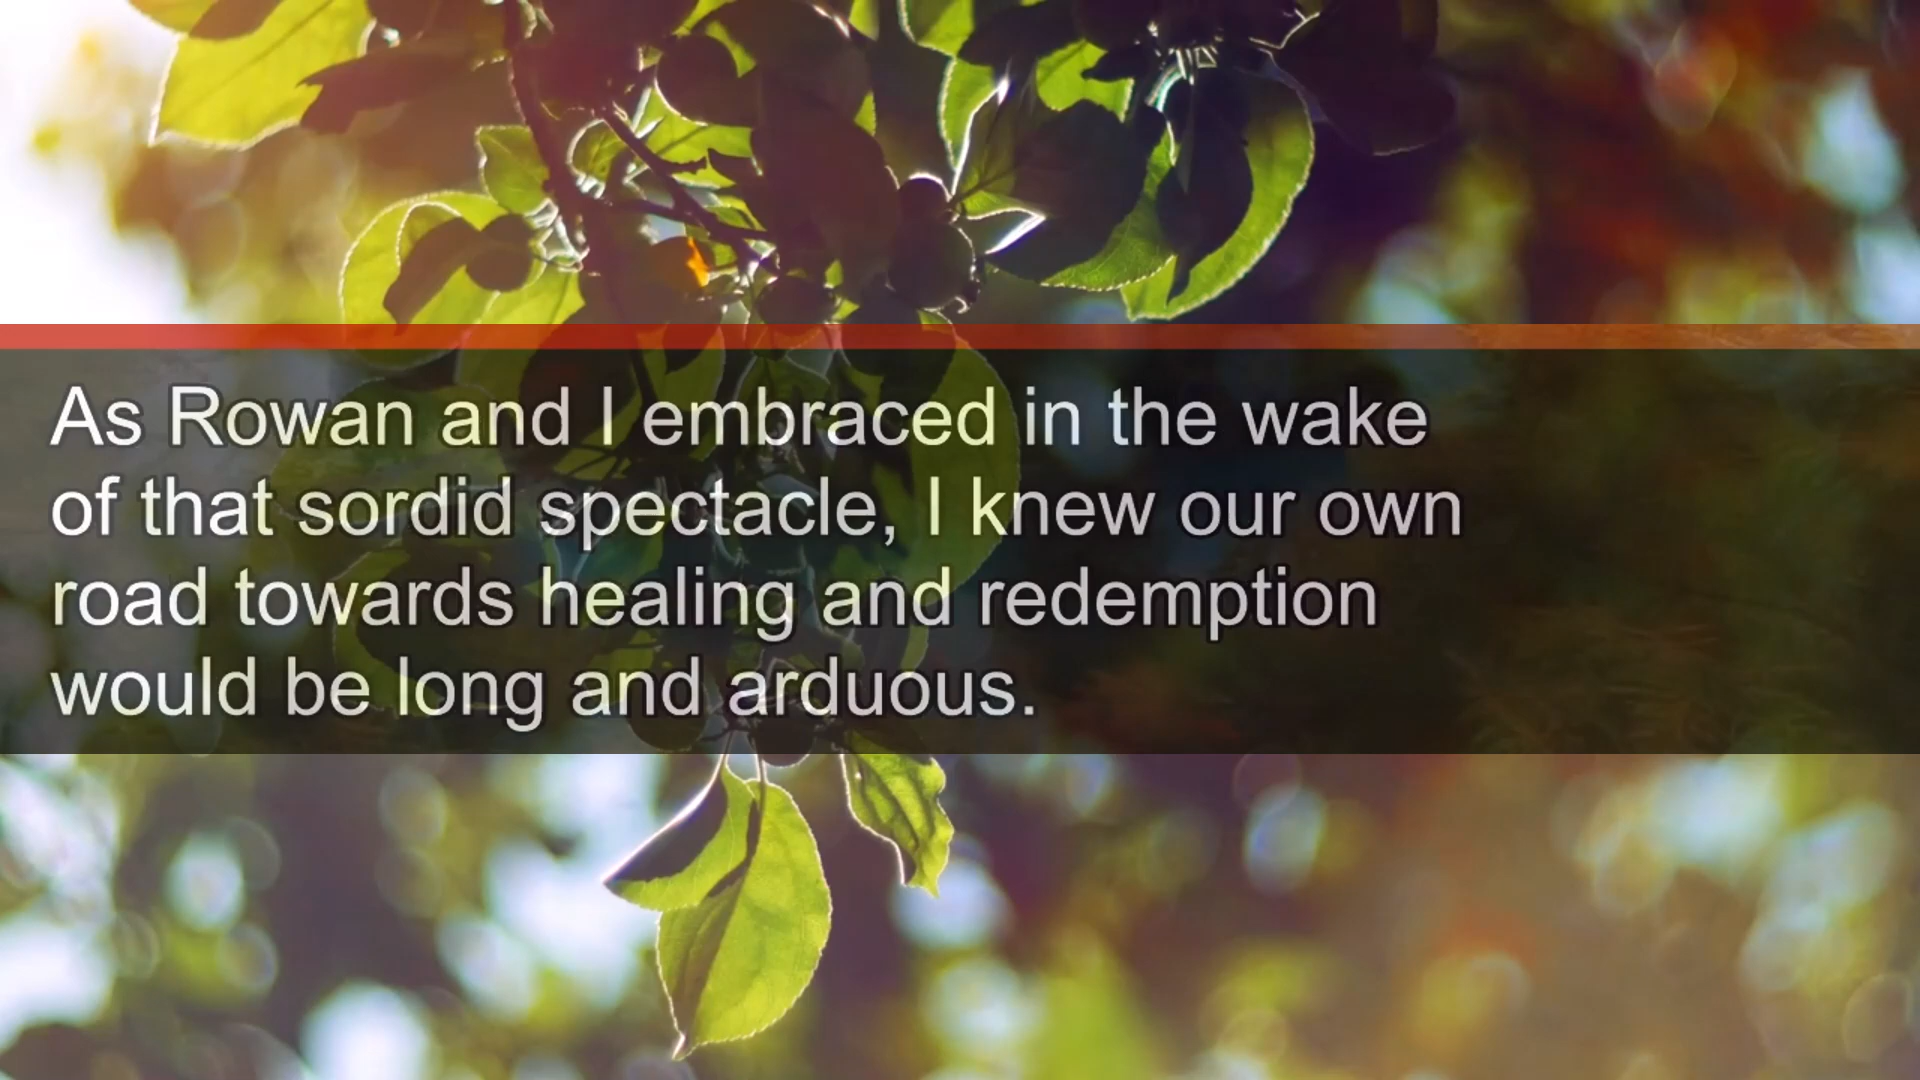 As Rowan and I embraced in the wake
of that sordid spectacle, I knew our own
road towards healing and redemption
would be long and arduous.